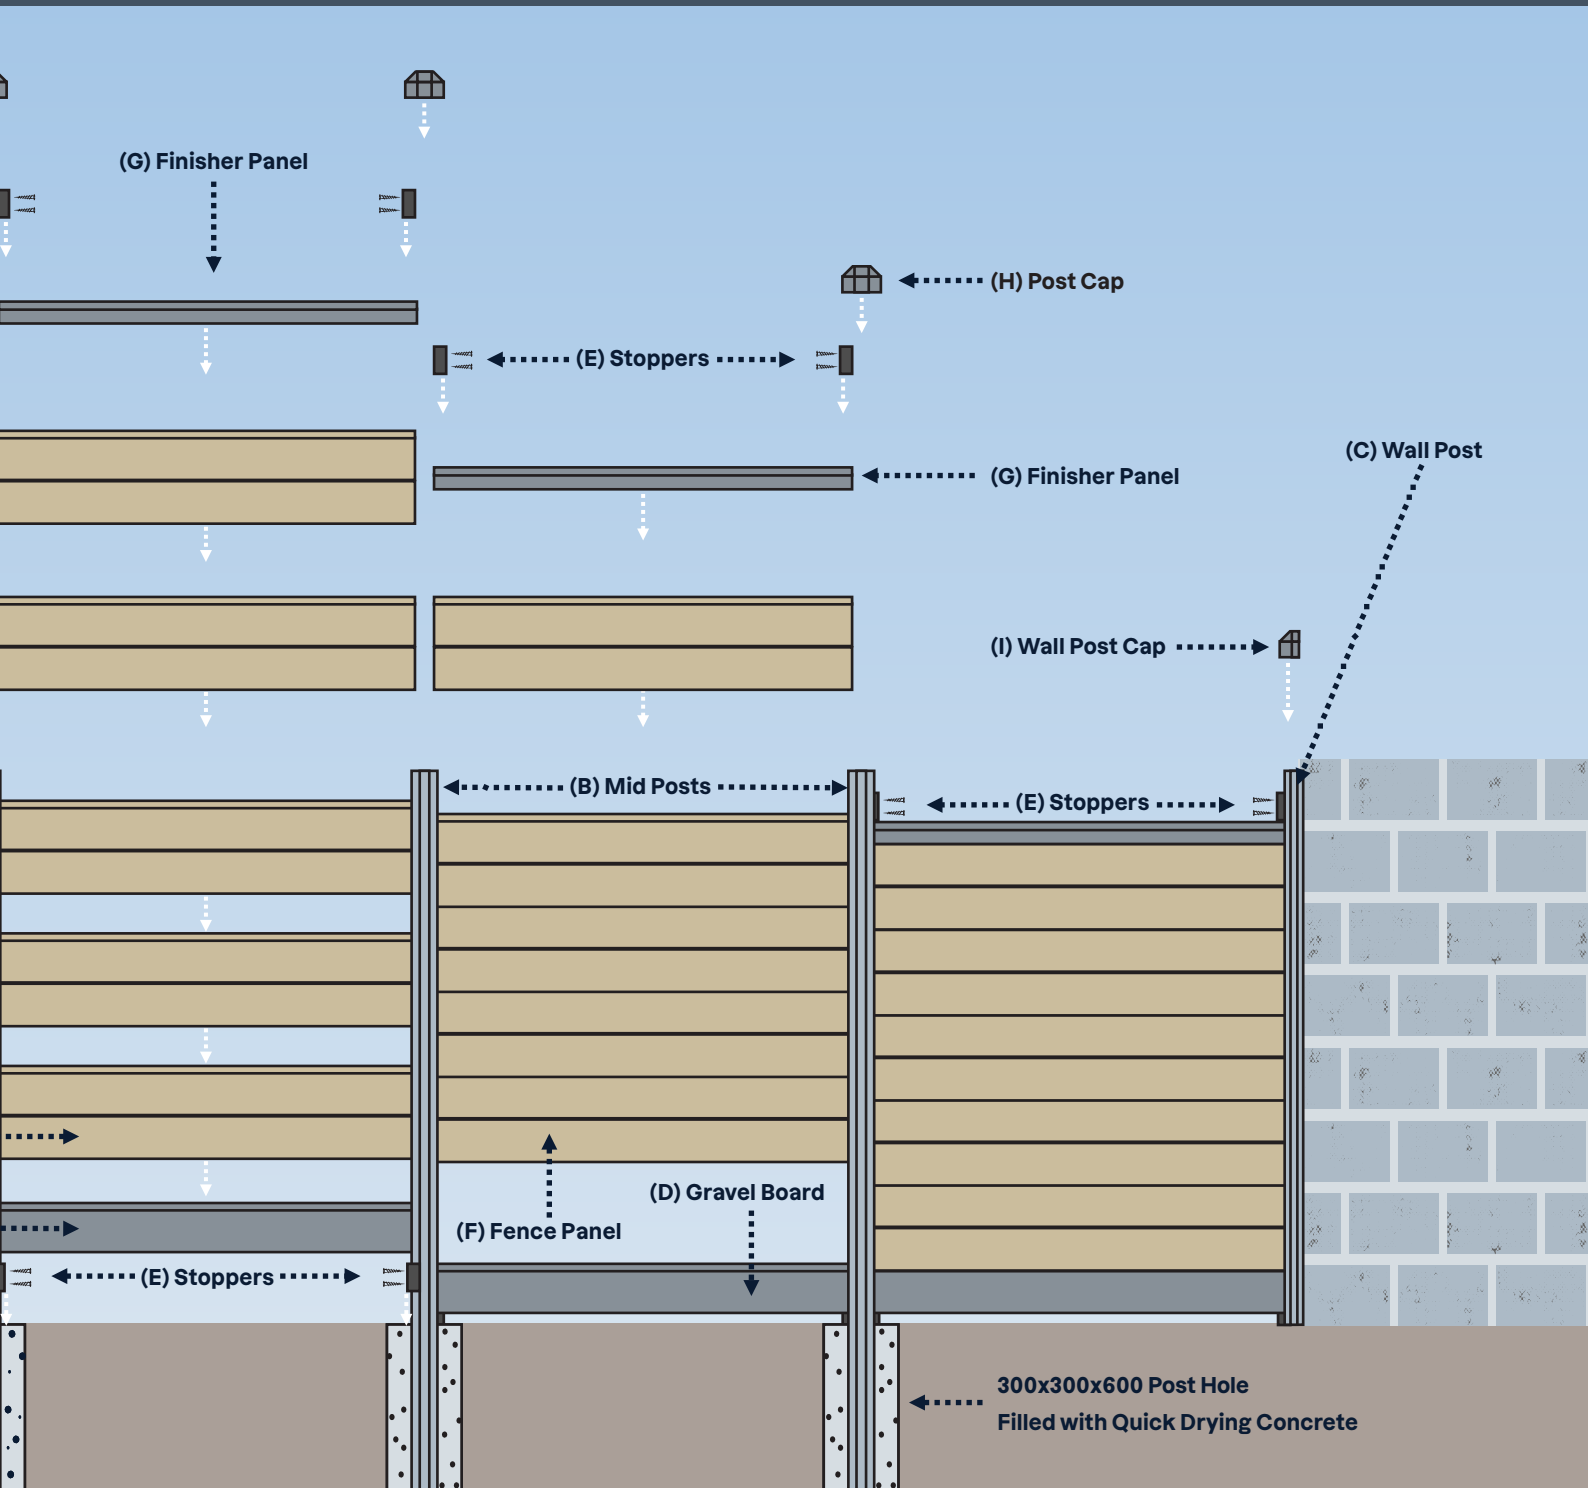 (G) Finisher Panel
(H) Post Cap
(E) Stoppers
(C) Wall Post
(G) Finisher Panel
(I) Wall Post Cap
(B) Mid Posts
(E) Stoppers
(D) Gravel Board
(F) Fence Panel
(E) Stoppers
300x300x600 Post Hole
Filled with Quick Drying Concrete